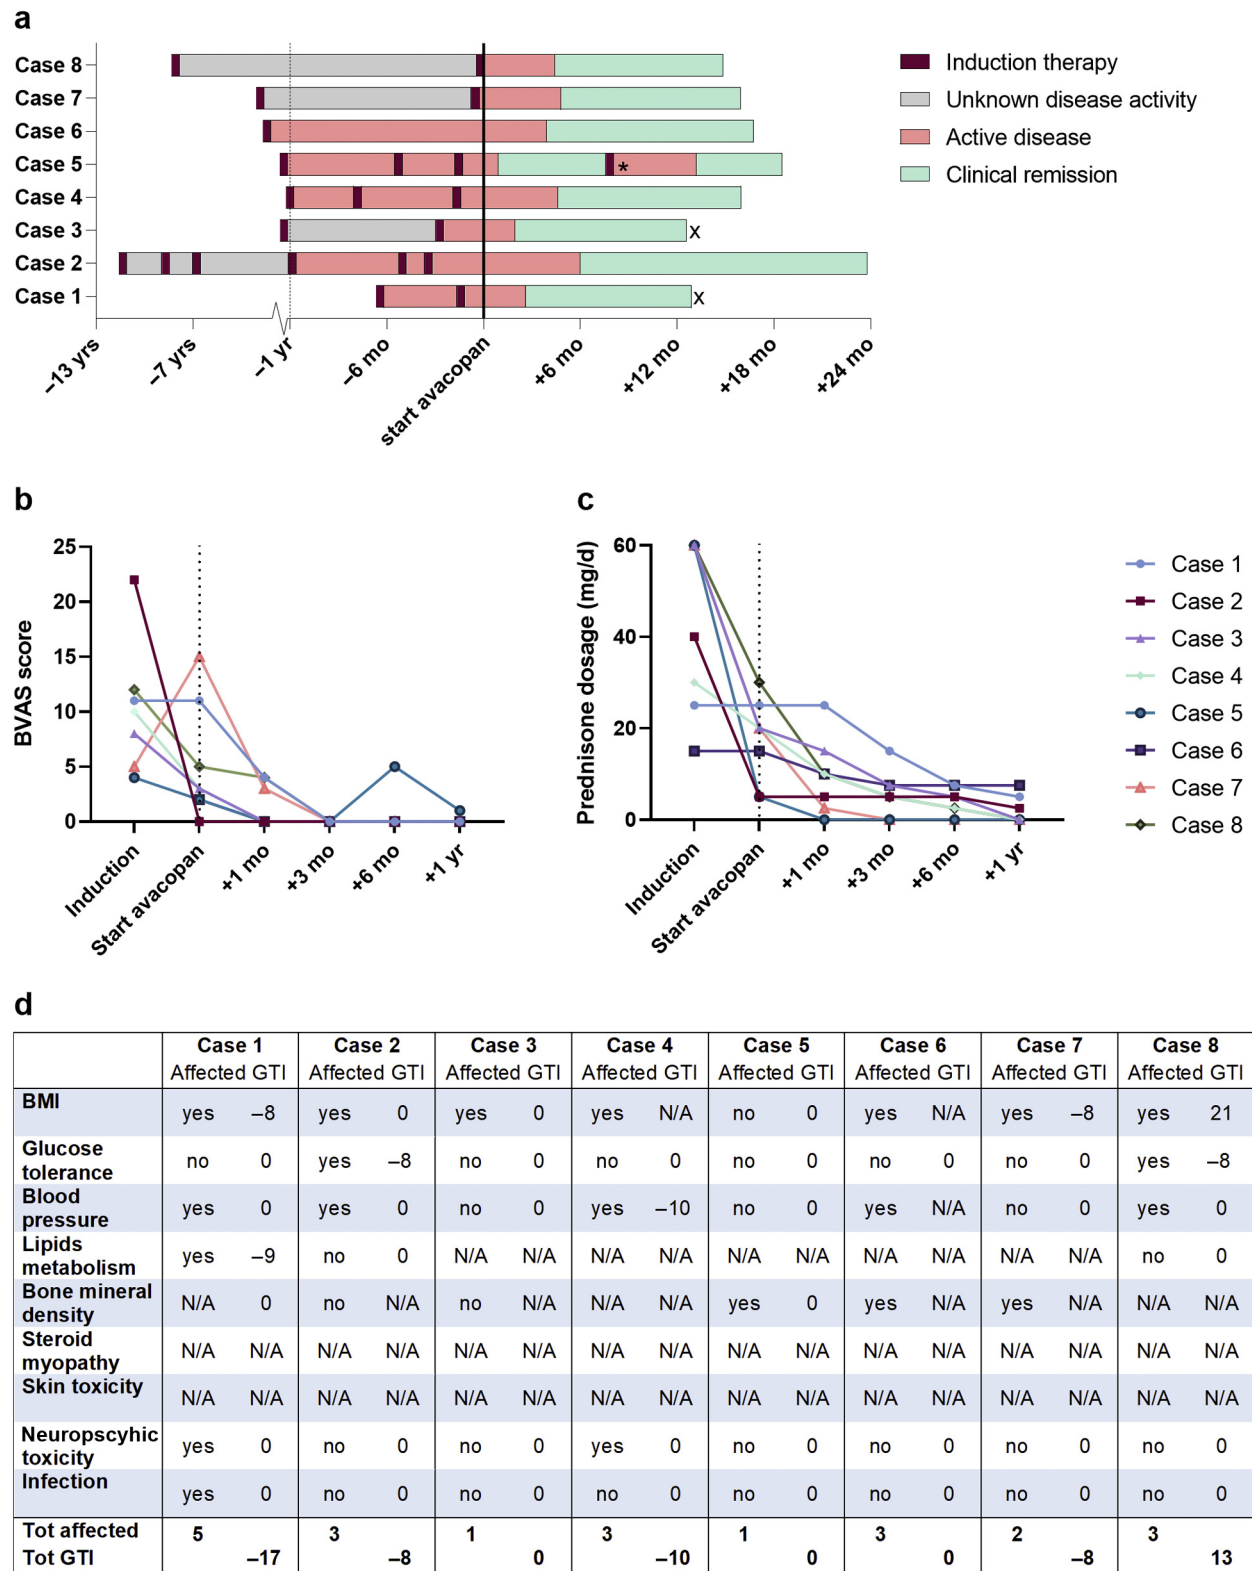 a
Case 8
Case 7
Case 6
Case 5
Case 4
Case 3
Case 2
Case 1
*
x
x
–13 yrs
–7 yrs
–1 yr
–6 mo
start avacopan
+6 mo
+12 mo
+18 mo
+24 mo
Induction therapy
Unknown disease activity
Active disease
Clinical remission
b
BVAS score
25
20
15
10
5
0
Induction
Start avacopan
+1 mo
+3 mo
+6 mo
+1 yr
c
Prednisone dosage (mg/d)
60
40
20
0
Induction
Start avacopan
+1 mo
+3 mo
+6 mo
+1 yr
Case 1
Case 2
Case 3
Case 4
Case 5
Case 6
Case 7
Case 8
d
Case 1 Case 2 Case 3 Case 4 Case 5 Case 6 Case 7 Case 8
Affected GTI Affected GTI Affected GTI Affected GTI Affected GTI Affected GTI Affected GTI Affected GTI
BMI yes –8 yes 0 yes 0 yes N/A no 0 yes N/A yes –8 yes 21
Glucose
tolerance no 0 yes –8 no 0 no 0 no 0 no 0 no 0 yes –8
Blood
pressure yes 0 yes 0 no 0 yes –10 no 0 yes N/A no 0 yes 0
Lipids
metabolism yes –9 no 0 N/A N/A N/A N/A N/A N/A N/A N/A N/A N/A no 0
Bone mineral
density N/A 0 no N/A no N/A N/A N/A yes 0 yes N/A yes N/A N/A N/A
Steroid
myopathy N/A N/A N/A N/A N/A N/A N/A N/A N/A N/A N/A N/A N/A N/A N/A N/A
Skin toxicity N/A N/A N/A N/A N/A N/A N/A N/A N/A N/A N/A N/A N/A N/A N/A N/A
Neuropscyhic
toxicity yes 0 no 0 no 0 yes 0 no 0 no 0 no 0 no 0
Infection yes 0 no 0 no 0 no 0 no 0 no 0 no 0 no 0
Tot affected 5 3 1 3 1 3 2 3
Tot GTI –17 –8 0 –10 0 0 –8 13